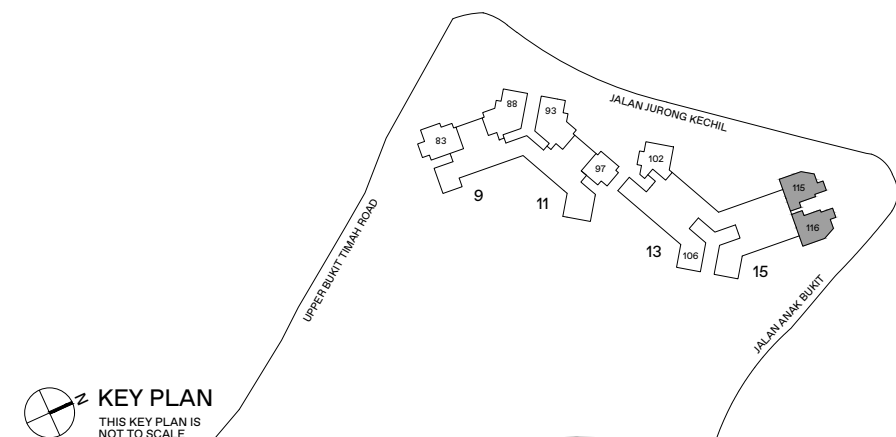 JALAN JURONG KECHIL
88
93
83
102
97
115
9
11
116
13
106
15
UPPER BUKIT TIMAH ROAD
JALAN ANAK BUKIT
N
KEY PLAN
THIS KEY PLAN IS
NOT TO SCALE